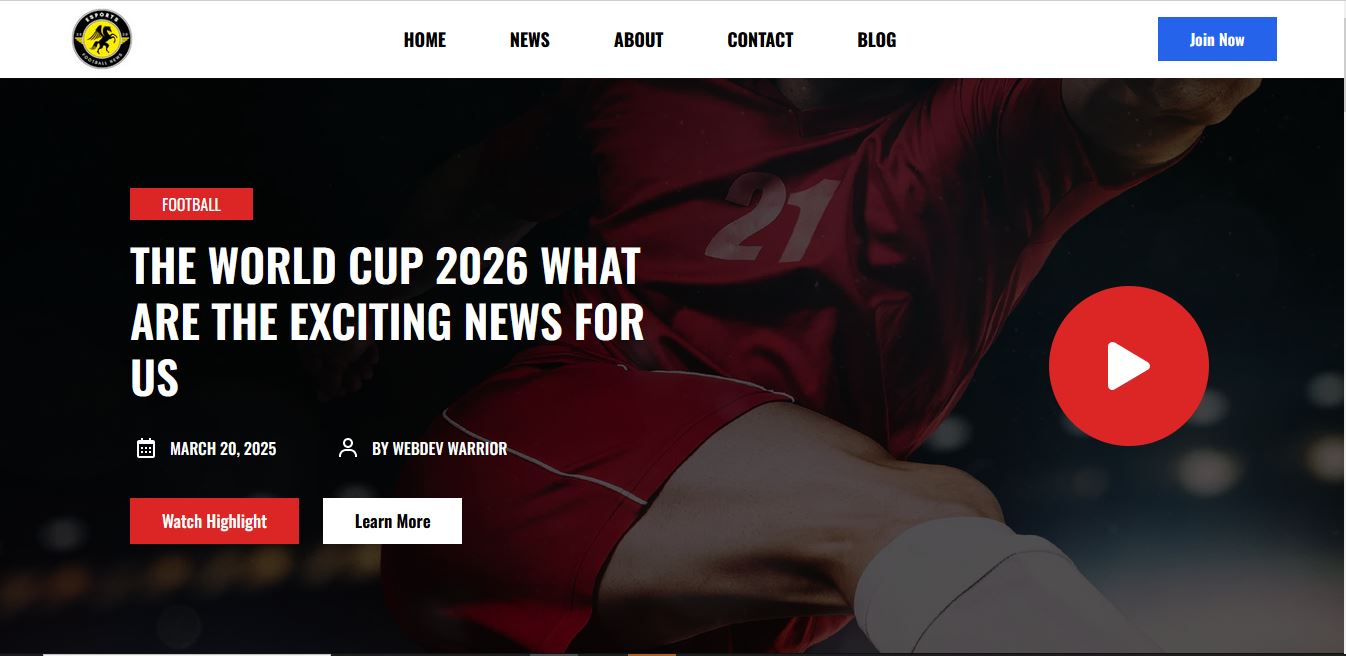 ESPORTS
FOOTBALL NEWS
HOME
NEWS
ABOUT
CONTACT
BLOG
Join Now
21
FOOTBALL
THE WORLD CUP 2026 WHAT
ARE THE EXCITING NEWS FOR
US
MARCH 20, 2025
BY WEBDEV WARRIOR
Watch Highlight
Learn More